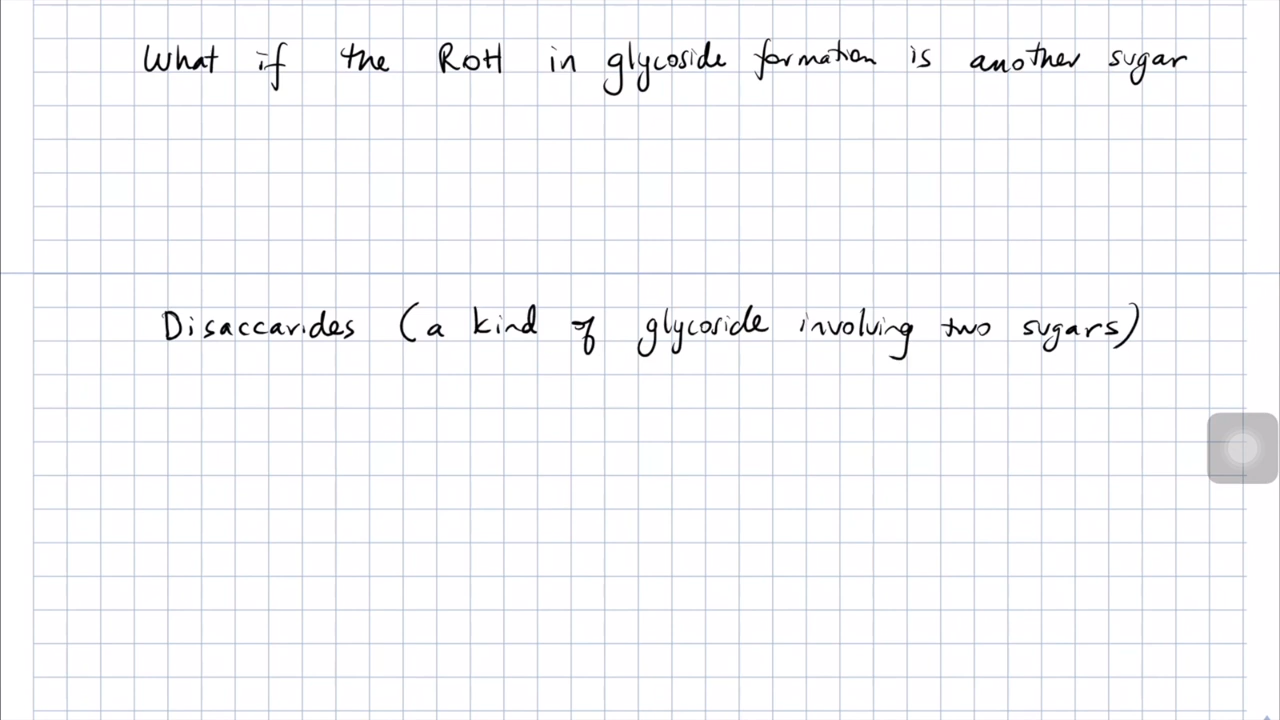 What if the ROH in glycoside formation is another sugar
Disaccarides (a kind of glycoside involving two sugars)